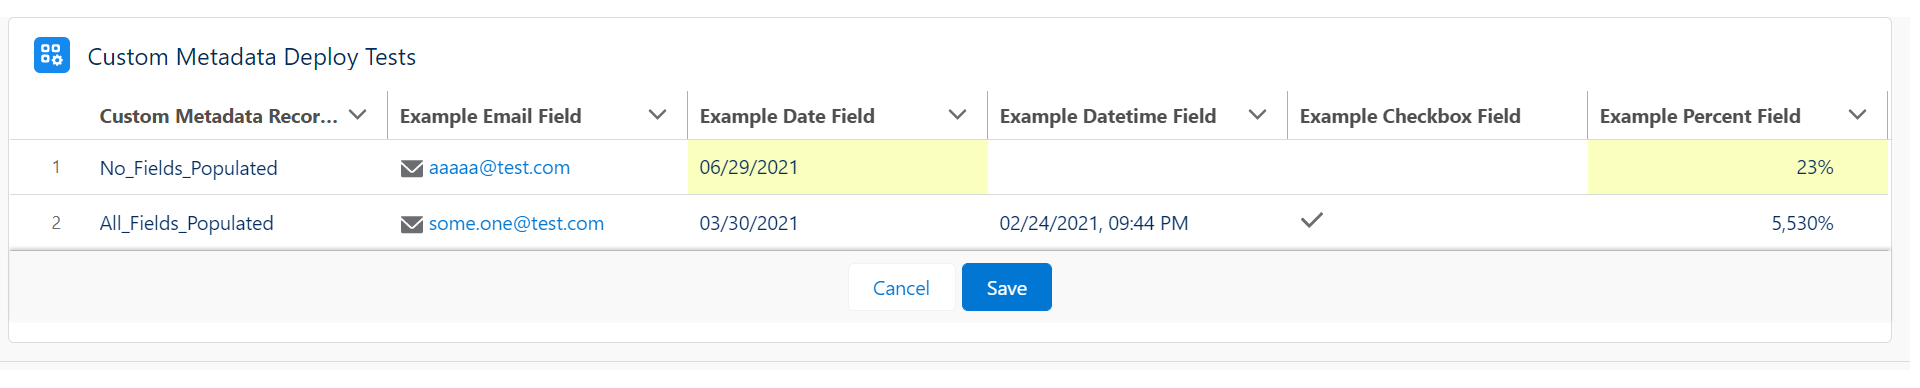 Custom Metadata Deploy Tests
Custom Metadata Recor... Example Email Field Example Date Field Example Datetime Field Example Checkbox Field Example Percent Field
1 No_Fields_Populated aaaaa@test.com 06/29/2021 23%
2 All_Fields_Populated some.one@test.com 03/30/2021 02/24/2021, 09:44 PM 5,530%
Cancel Save